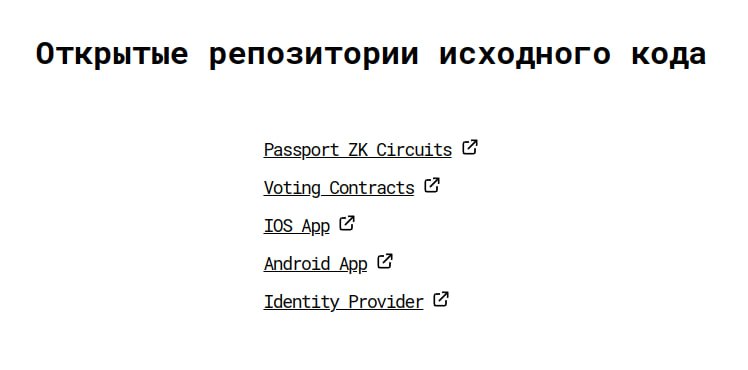 Открытые репозитории исходного кода
Passport ZK Circuits
Voting Contracts
IOS App
Android App
Identity Provider